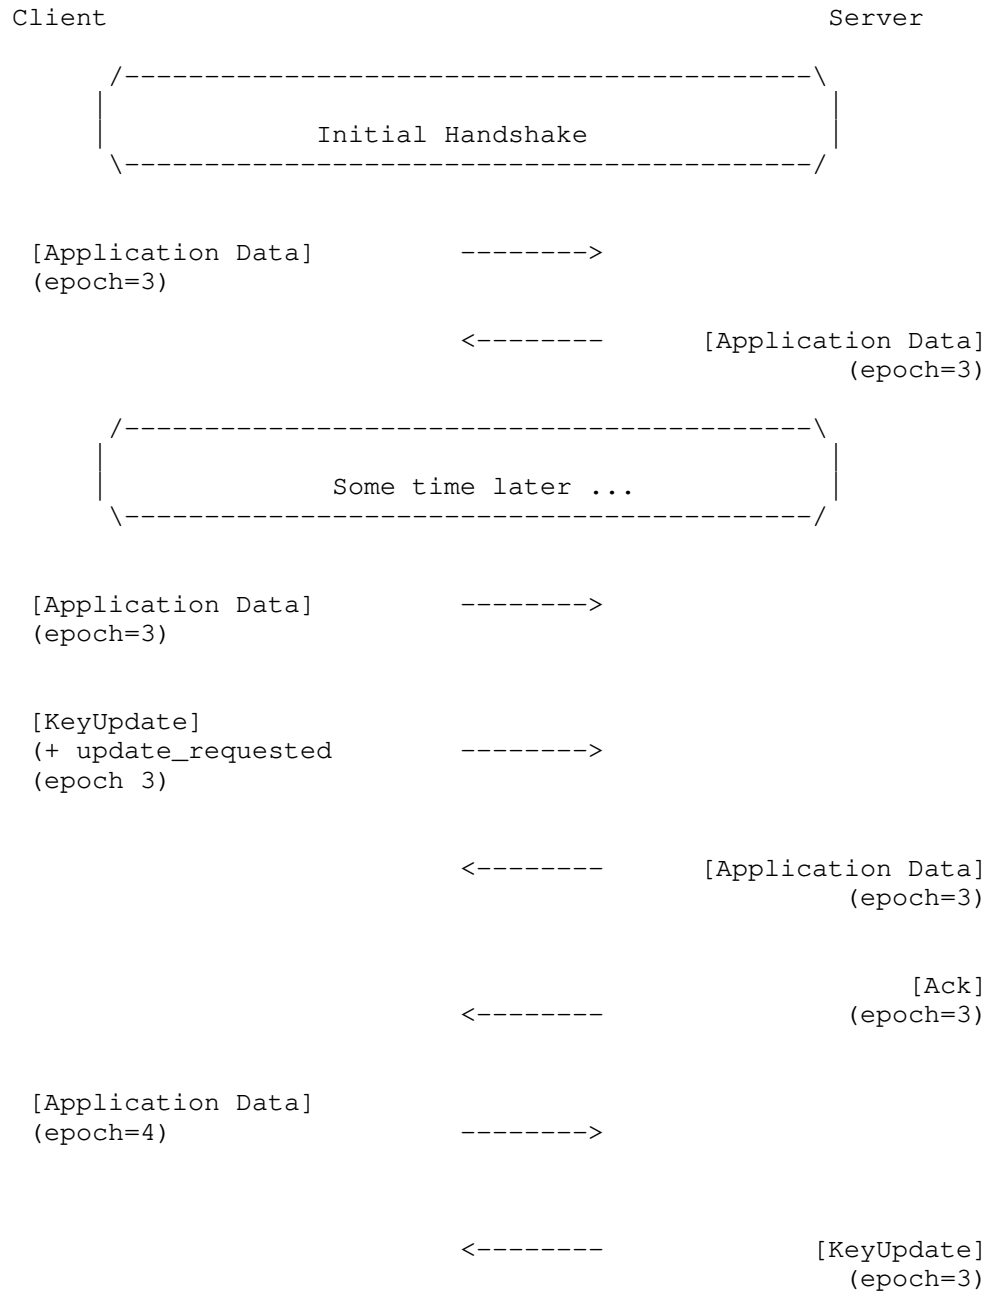 Client                                             Server

      /-------------------------------------------\
     |                                              |
     |             Initial Handshake               |
      \-------------------------------------------/

 [Application Data]         -------->
 (epoch=3)

                            <--------      [Application Data]
                                                    (epoch=3)

      /-------------------------------------------\
     |                                              |
     |              Some time later ...            |
      \-------------------------------------------/

 [Application Data]         -------->
 (epoch=3)

 [KeyUpdate]
 (+ update_requested        -------->
 (epoch 3)

                            <--------      [Application Data]
                                                    (epoch=3)

                                                        [Ack]
                            <--------               (epoch=3)

 [Application Data]
 (epoch=4)                  -------->

                            <--------             [KeyUpdate]
                                                    (epoch=3)